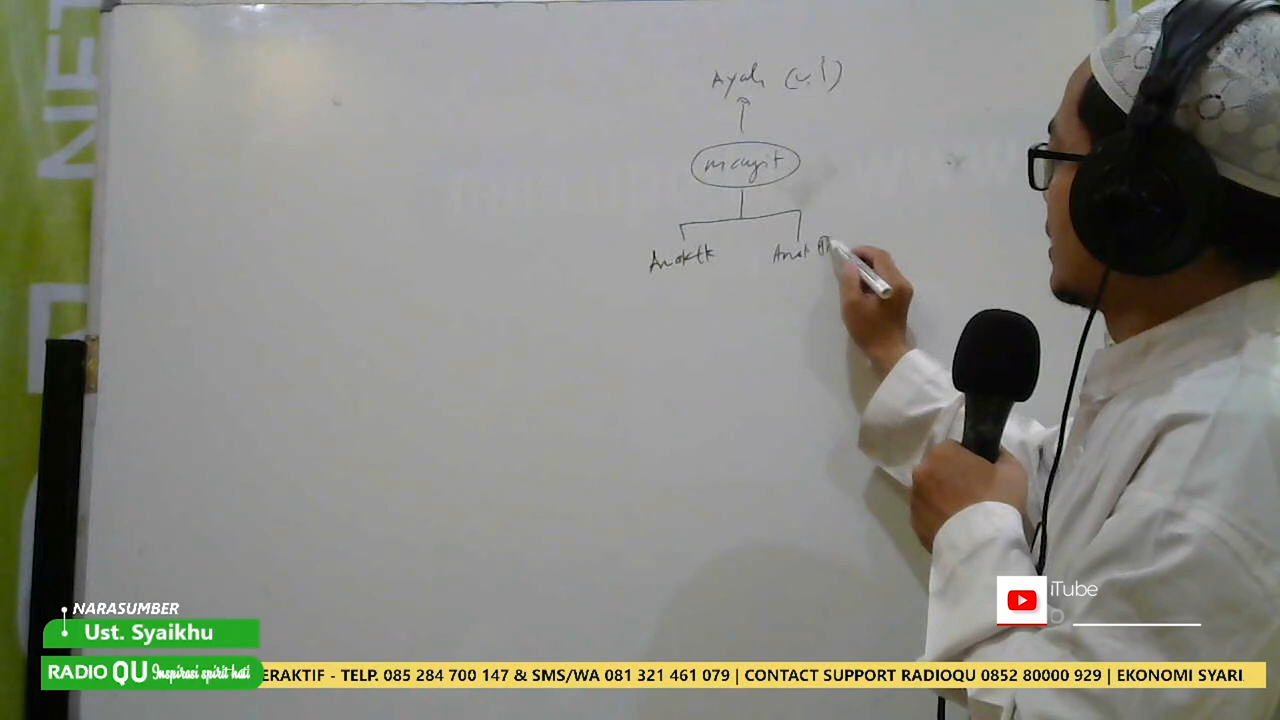 Ayah (أ.ب)
mayit
Anak lk
Anak
NARASUMBER
Ust. Syaikhu
RADIO QU Inspirasi spirit hati
ERAKTIF - TELP. 085 284 700 147 & SMS/WA 081 321 461 079 | CONTACT SUPPORT RADIOQU 0852 80000 929 | EKONOMI SYARI
iTube